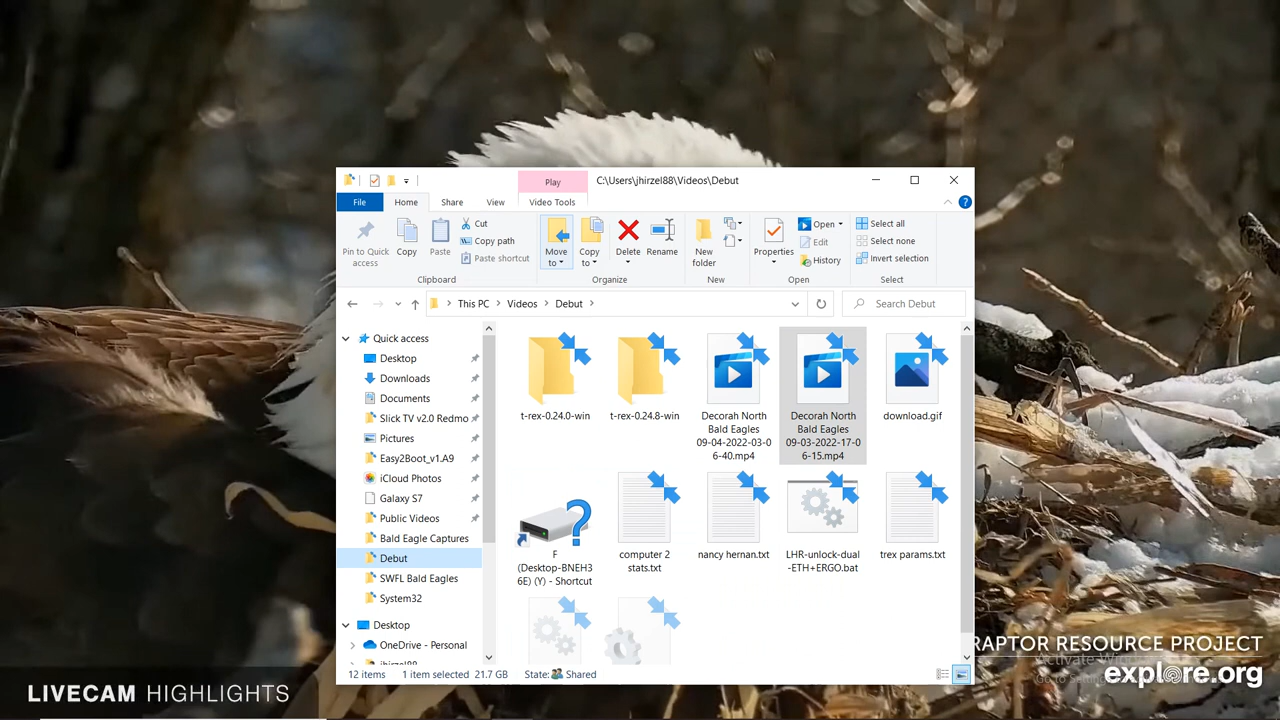 Play
C:\Users\jhirzel88\Videos\Debut
File
Home
Share
View
Video Tools
Pin to Quick access
Copy
Paste
Cut
Copy path
Paste shortcut
Clipboard
Move to
Copy to
Delete
Rename
Organize
New folder
New
Properties
Open
Edit
History
Open
Select all
Select none
Invert selection
Select
This PC > Videos > Debut >
Search Debut
Quick access
Desktop
Downloads
Documents
Slick TV v2.0 Redmo
Pictures
Easy2Boot_v1.A9
iCloud Photos
Galaxy S7
Public Videos
Bald Eagle Captures
Debut
SWFL Bald Eagles
System32
Desktop
OneDrive - Personal
jhirzel88
t-rex-0.24.0-win
t-rex-0.24.8-win
Decorah North
Bald Eagles
09-04-2022-03-0
6-40.mp4
Decorah North
Bald Eagles
09-03-2022-17-0
6-15.mp4
download.gif
F
(Desktop-BNEH3
6E) (Y) - Shortcut
computer 2
stats.txt
nancy hernan.txt
LHR-unlock-dual
-ETH+ERGO.bat
trex params.txt
12 items
1 item selected 21.7 GB
State: Shared
LIVECAM HIGHLIGHTS
RAPTOR RESOURCE PROJECT
Activate Win
explore.org